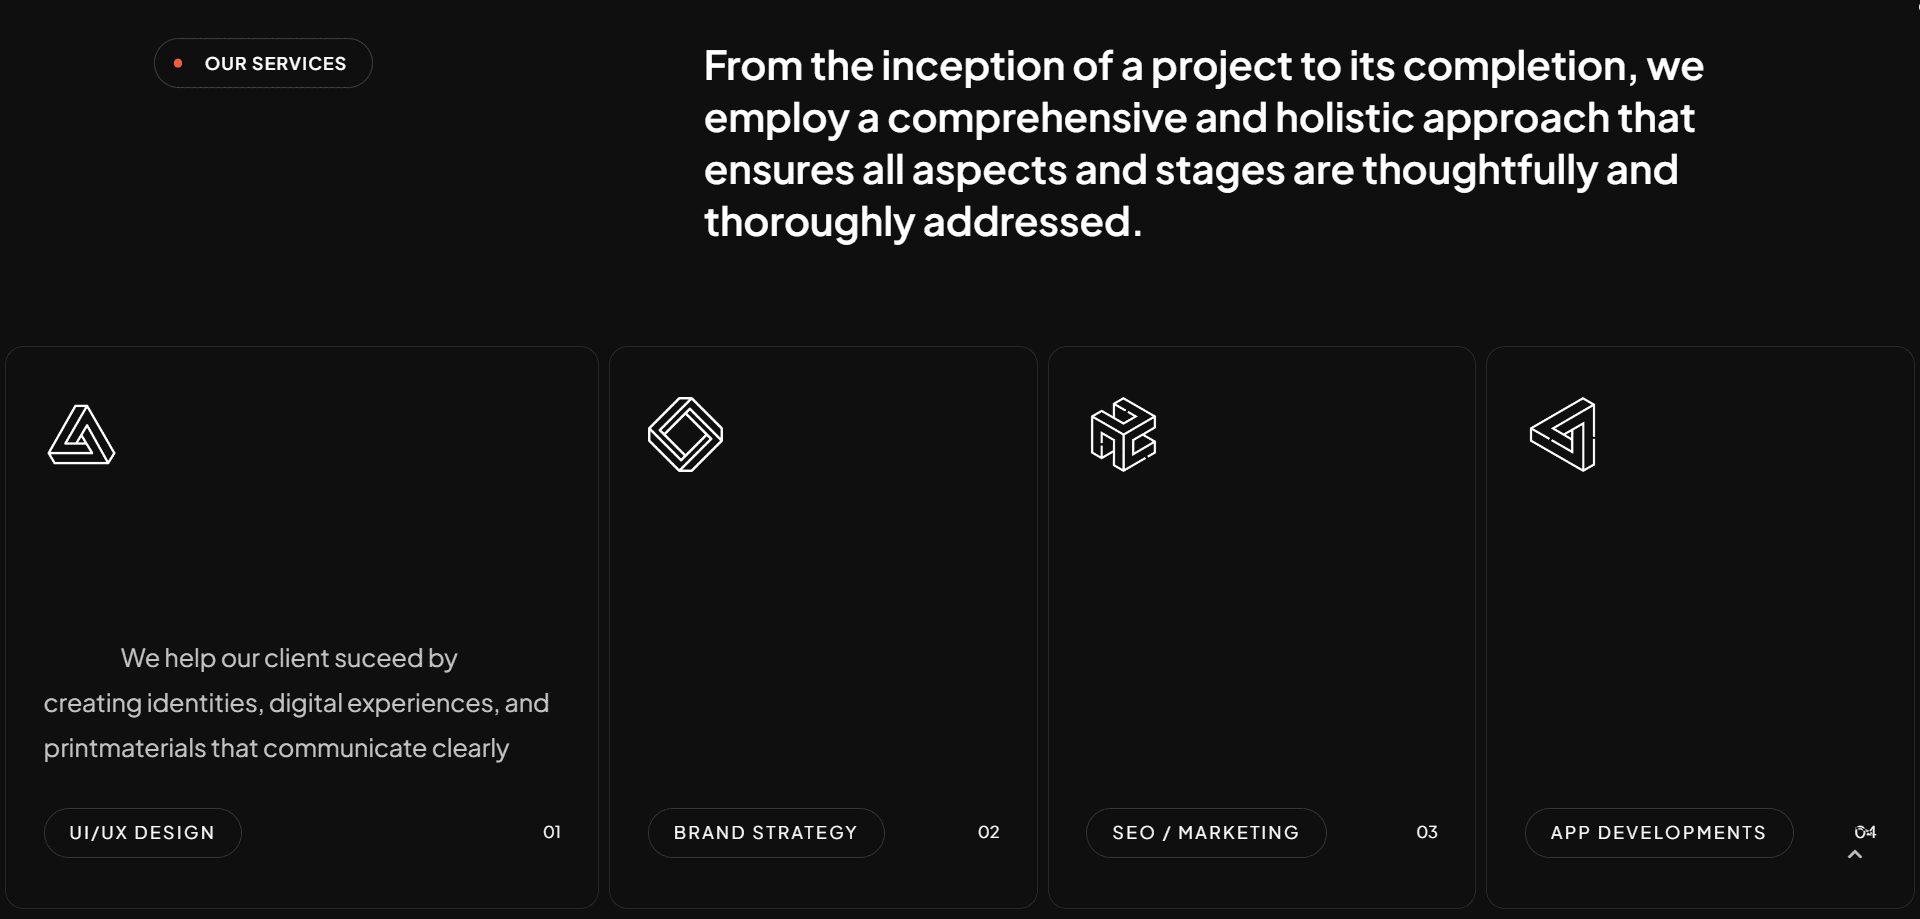 OUR SERVICES
From the inception of a project to its completion, we
employ a comprehensive and holistic approach that
ensures all aspects and stages are thoughtfully and
thoroughly addressed.
We help our client suceed by
creating identities, digital experiences, and
printmaterials that communicate clearly
UI/UX DESIGN
01
BRAND STRATEGY
02
SEO / MARKETING
03
APP DEVELOPMENTS
04